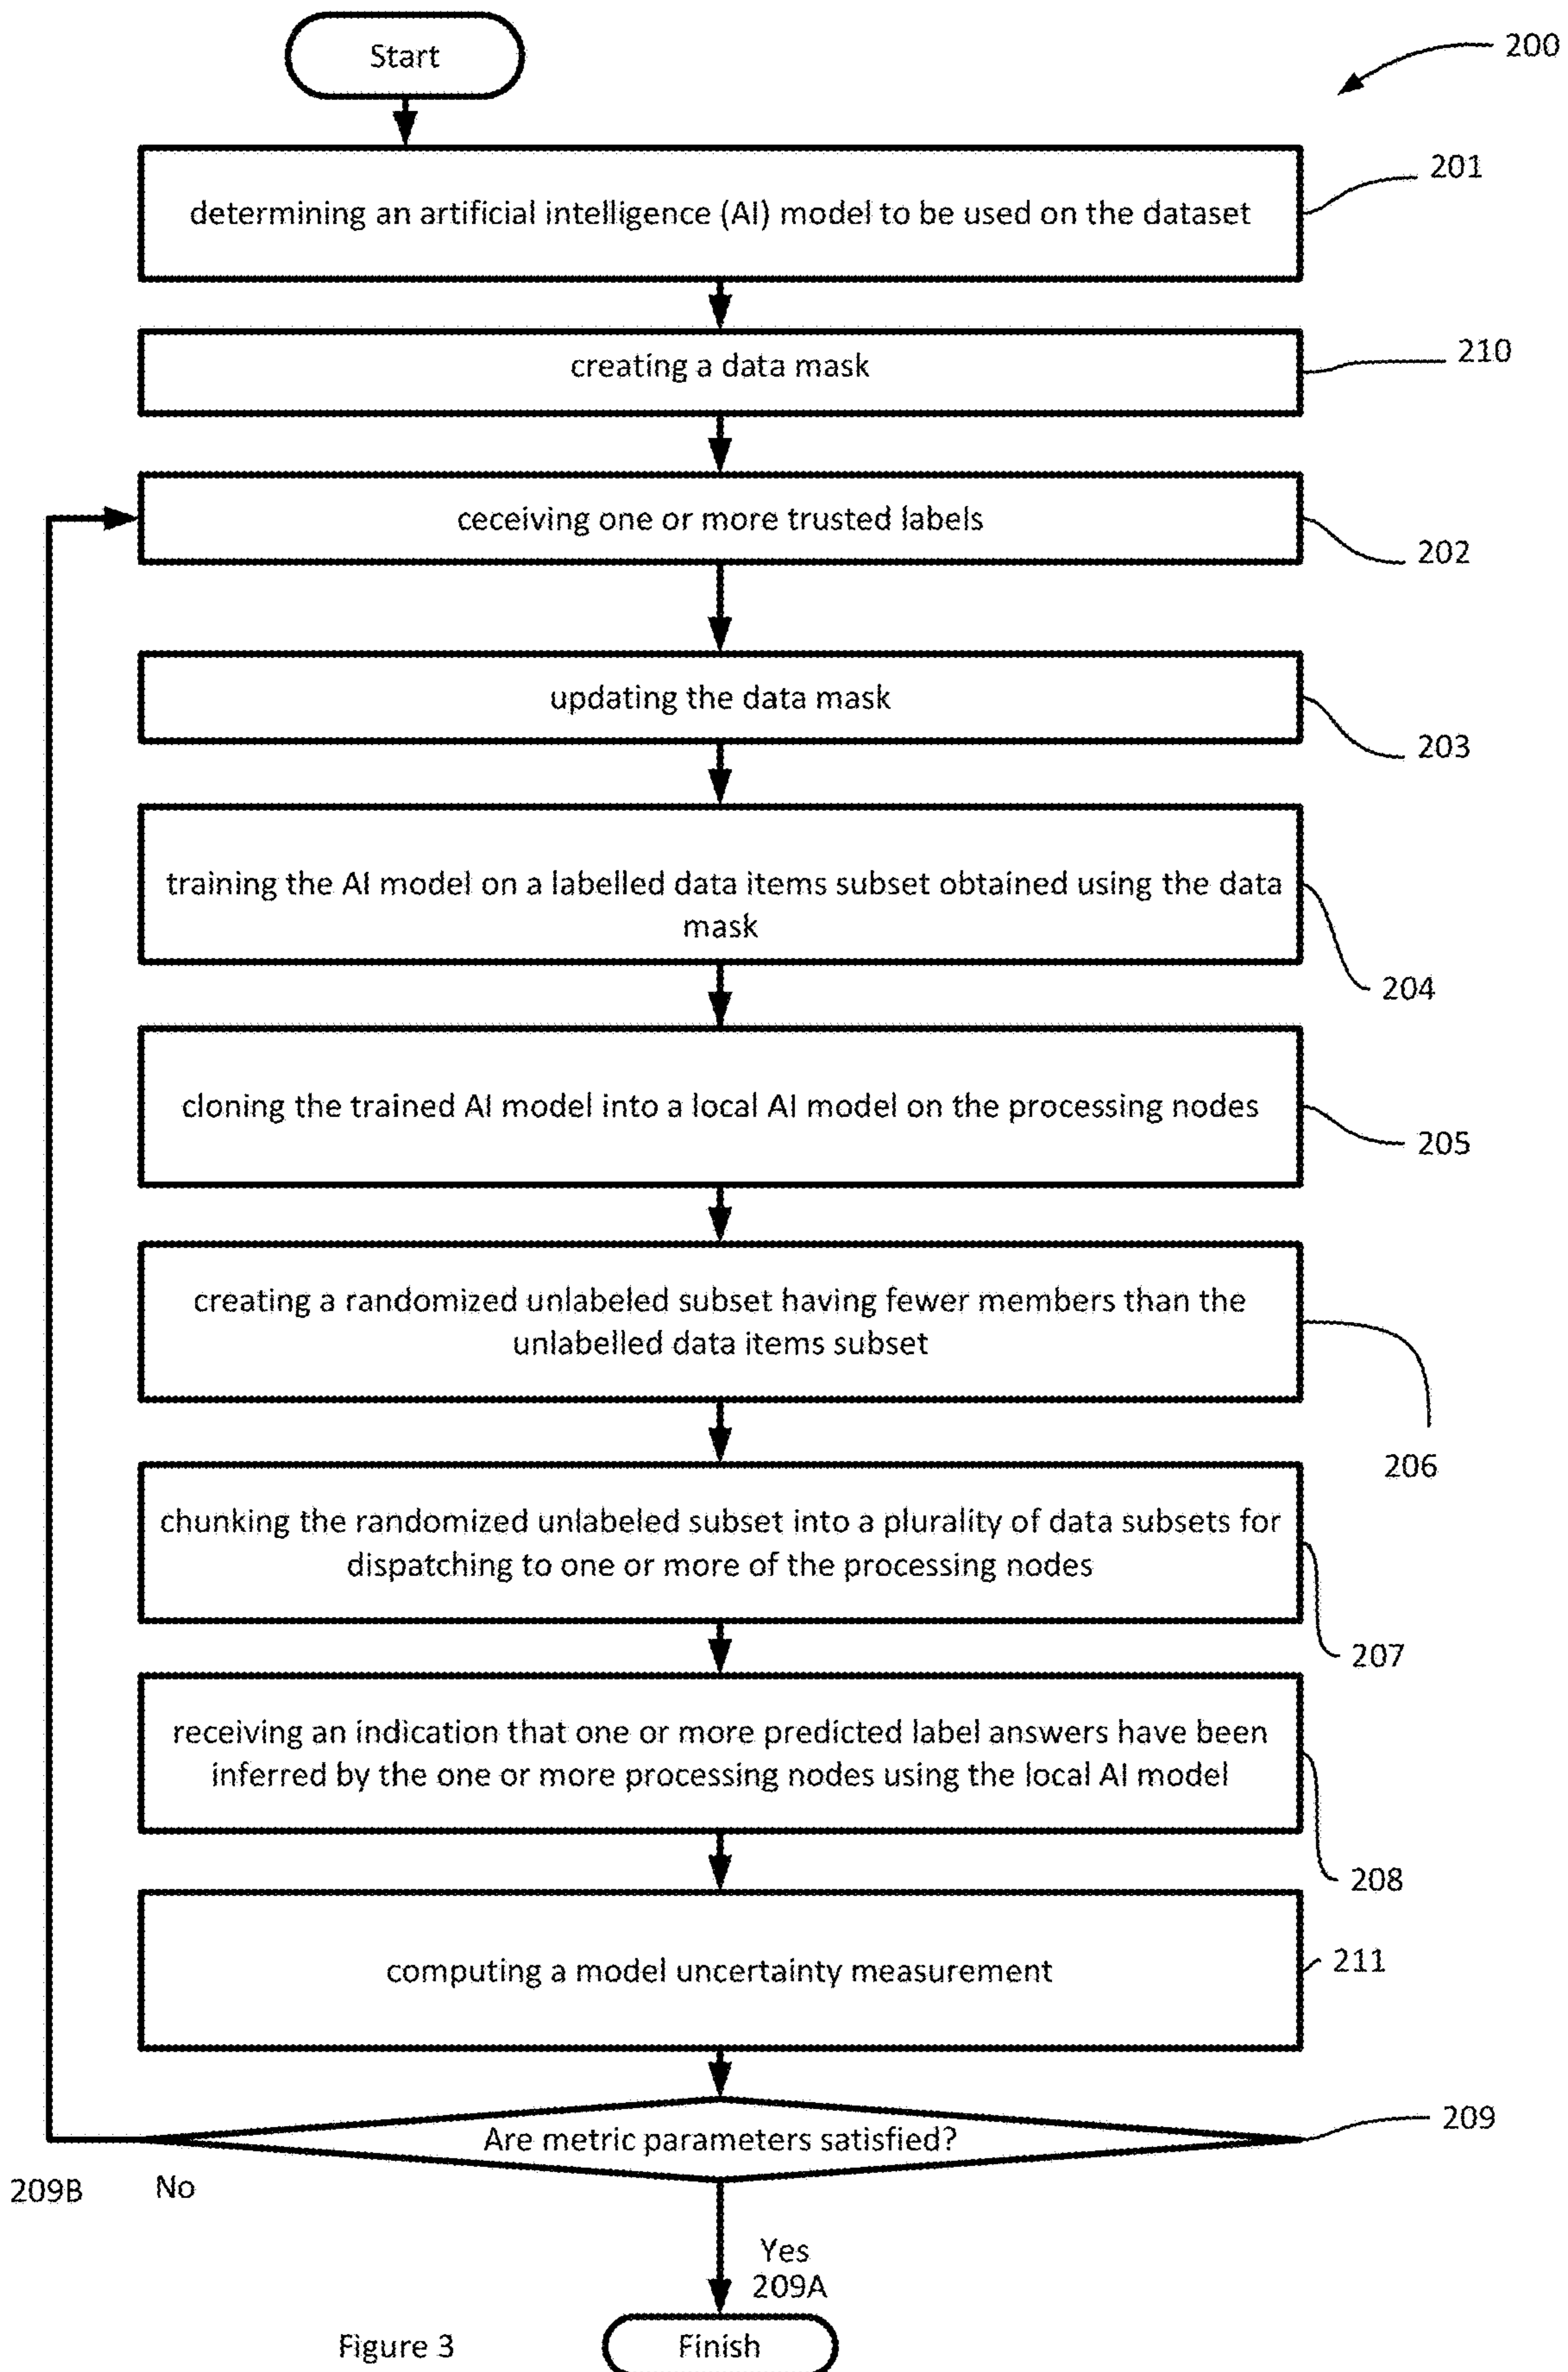 Start
200
determining an artificial intelligence (AI) model to be used on the dataset
201
creating a data mask
210
ceceiving one or more trusted labels
202
updating the data mask
203
training the AI model on a labelled data items subset obtained using the data
mask
204
cloning the trained AI model into a local AI model on the processing nodes
205
creating a randomized unlabeled subset having fewer members than the
unlabelled data items subset
206
chunking the randomized unlabeled subset into a plurality of data subsets for
dispatching to one or more of the processing nodes
207
receiving an indication that one or more predicted label answers have been
inferred by the one or more processing nodes using the local AI model
208
computing a model uncertainty measurement
211
Are metric parameters satisfied?
209
209B No
Yes
209A
Figure 3
Finish